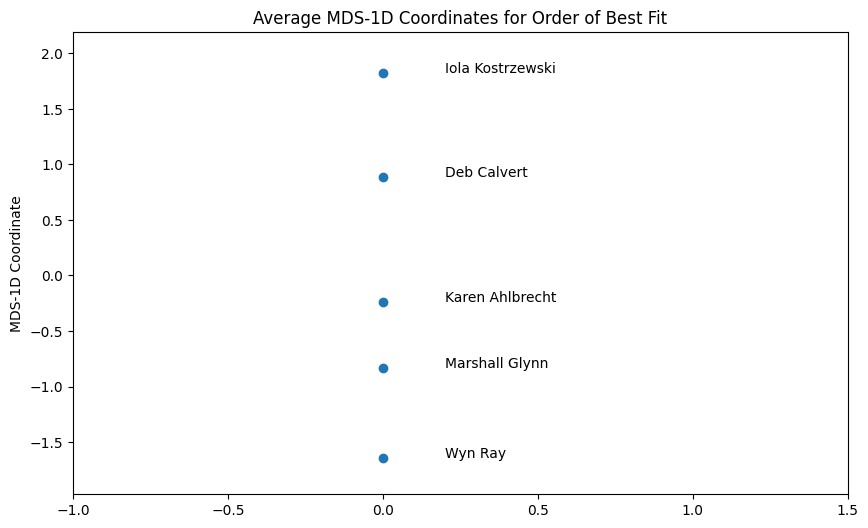 Average MDS-1D Coordinates for Order of Best Fit
MDS-1D Coordinate
2.0
1.5
1.0
0.5
0.0
−0.5
−1.0
−1.5
Iola Kostrzewski
Deb Calvert
Karen Ahlbrecht
Marshall Glynn
Wyn Ray
−1.0 −0.5 0.0 0.5 1.0 1.5